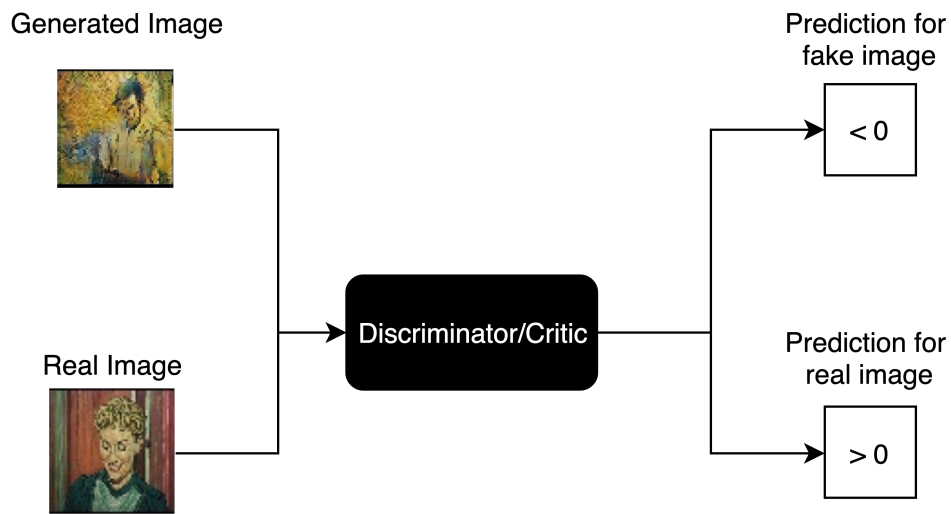 Generated Image
Prediction for
fake image
< 0
Discriminator/Critic
Real Image
Prediction for
real image
> 0